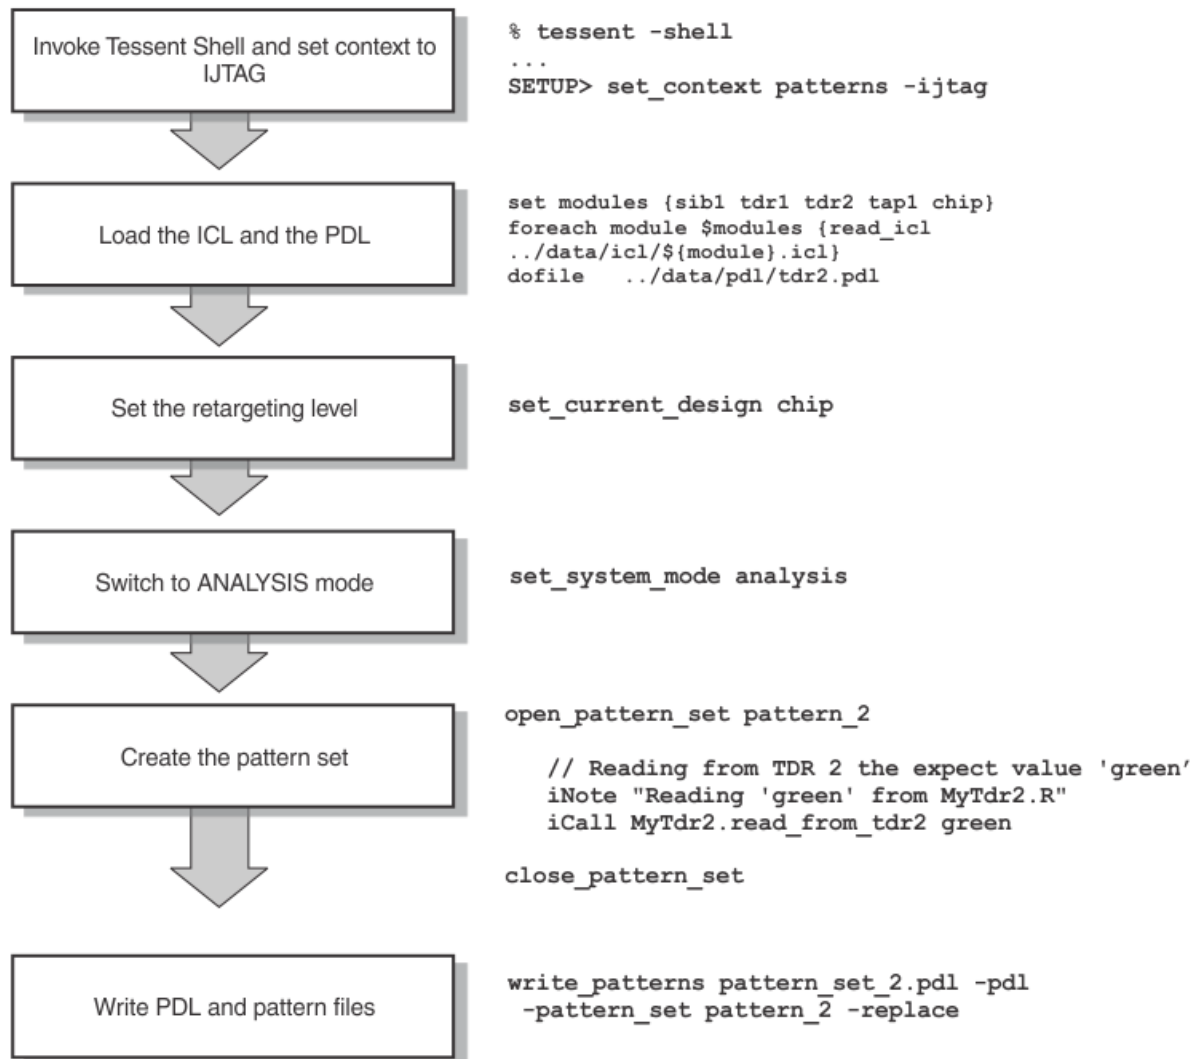 Invoke Tessent Shell and set context to
IJTAG
% tessent -shell
...
SETUP> set_context patterns -ijtag
Load the ICL and the PDL
set modules {sib1 tdr1 tdr2 tap1 chip}
foreach module $modules {read_icl
../data/icl/${module}.icl}
dofile   ../data/pdl/tdr2.pdl
Set the retargeting level
set_current_design chip
Switch to ANALYSIS mode
set_system_mode analysis
Create the pattern set
open_pattern_set pattern_2
// Reading from TDR 2 the expect value 'green’
iNote "Reading 'green' from MyTdr2.R"
iCall MyTdr2.read_from_tdr2 green
close_pattern_set
Write PDL and pattern files
write_patterns pattern_set_2.pdl -pdl
-pattern_set pattern_2 -replace